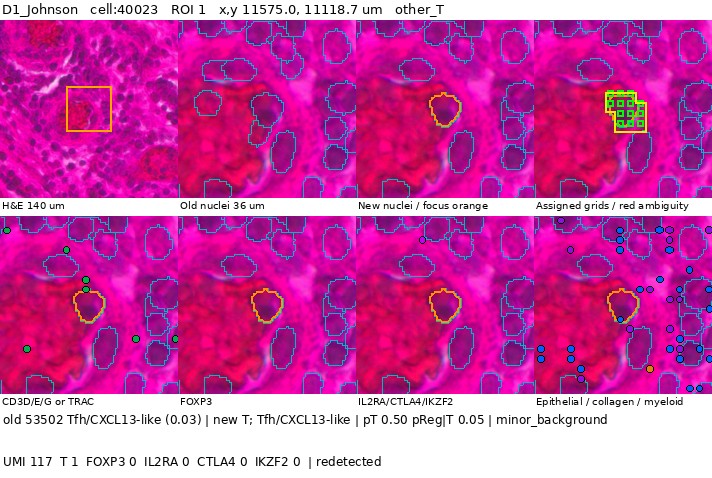 D1_Johnson   cell:40023   ROI 1   x,y 11575.0, 11118.7 um   other_T
H&E 140 um
Old nuclei 36 um
New nuclei / focus orange
Assigned grids / red ambiguity
CD3D/E/G or TRAC
FOXP3
IL2RA/CTLA4/IKZF2
Epithelial / collagen / myeloid
old 53502 Tfh/CXCL13-like (0.03) | new T; Tfh/CXCL13-like | pT 0.50 pReg|T 0.05 | minor_background
UMI 117  T 1  FOXP3 0  IL2RA 0  CTLA4 0  IKZF2 0  | redetected